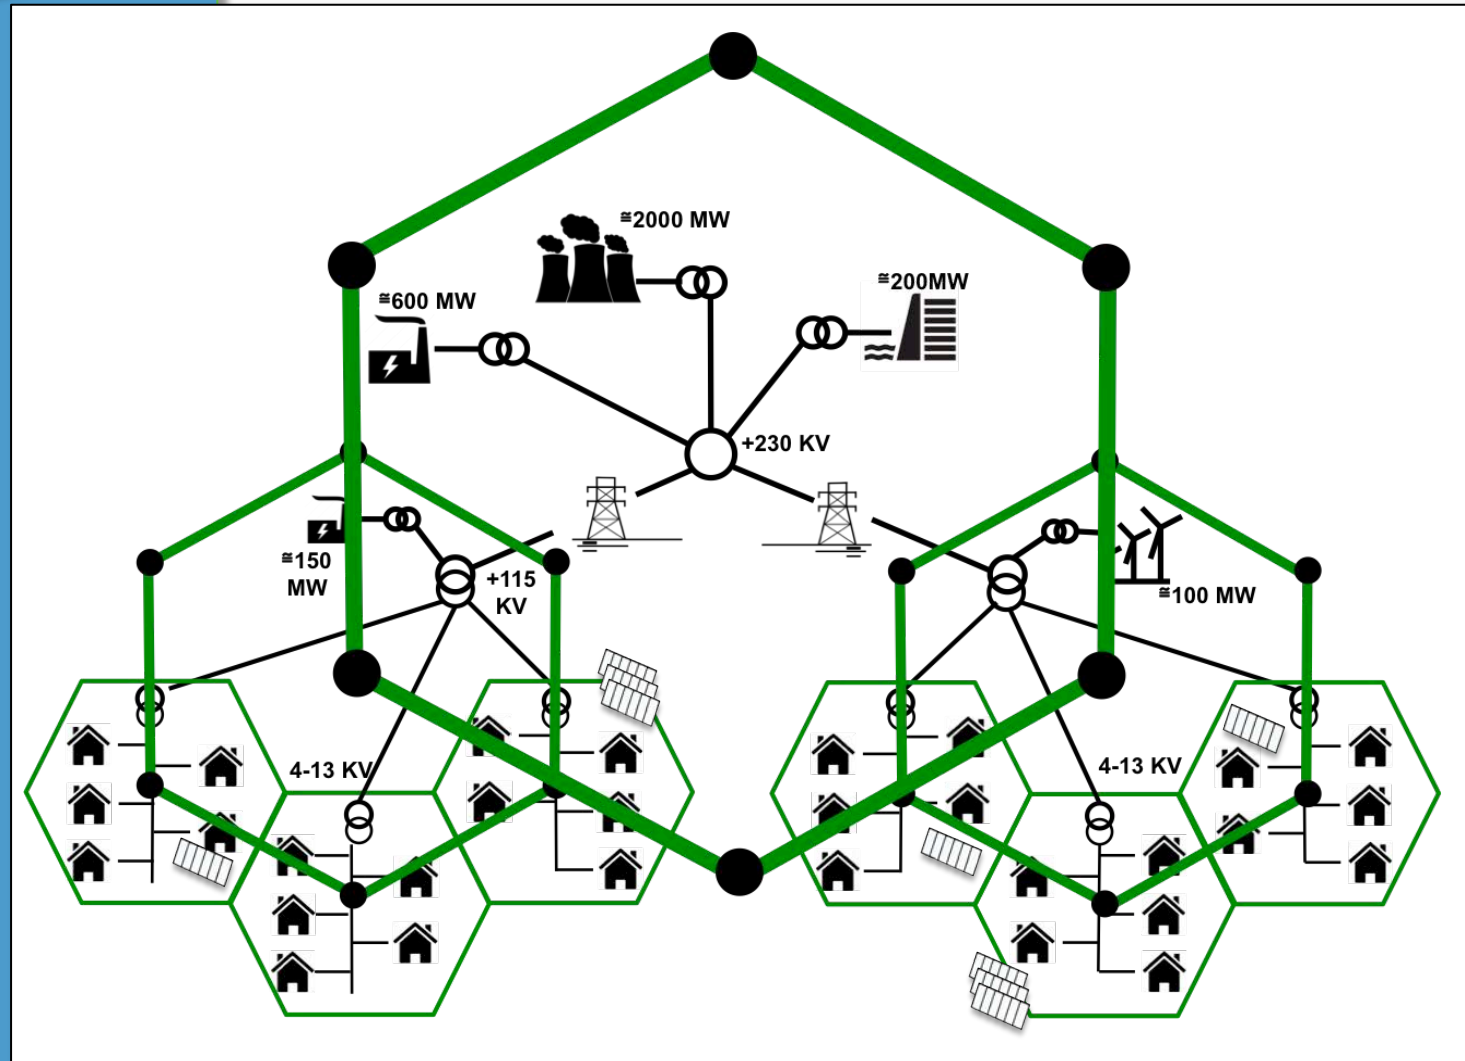 ≅2000 MW
≅200MW
≅600 MW
+230 KV
≅150
MW
+115
KV
≅100 MW
4-13 KV
4-13 KV